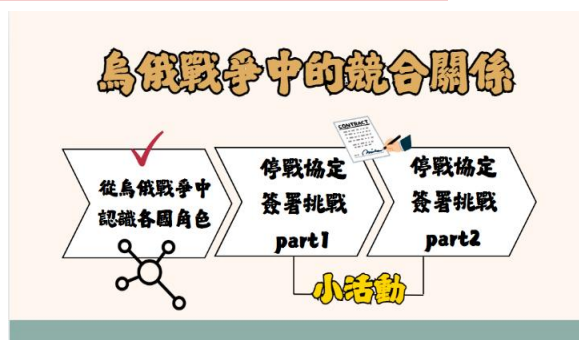 烏俄戰爭中的競合關係
從烏俄戰爭中
認識各國角色
CONTRACT
停戰協定
簽署挑戰
part1
停戰協定
簽署挑戰
part2
小活動